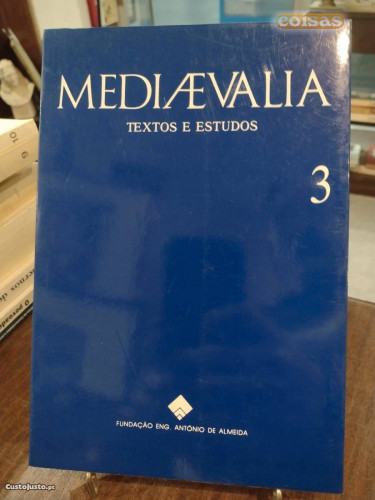 coisas
MEDIÆVALIA
TEXTOS E ESTUDOS
3
FUNDAÇÃO ENG. ANTÓNIO DE ALMEIDA
CustoJusto.pt